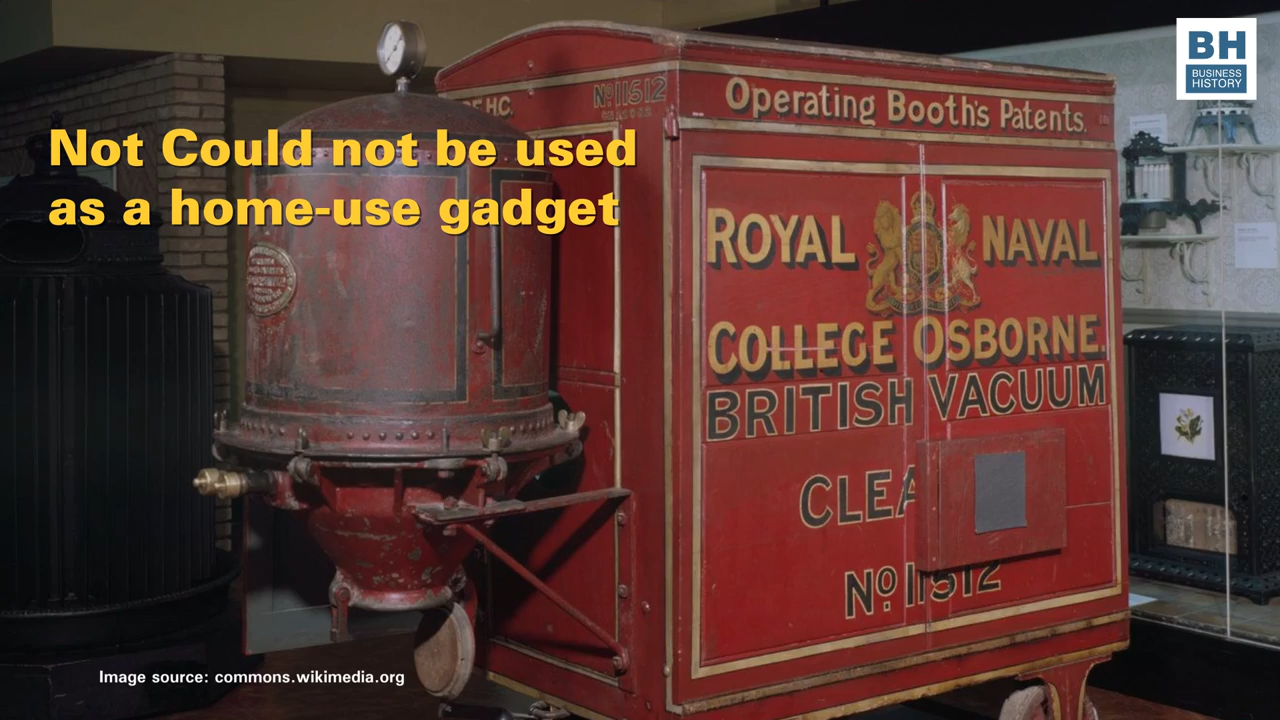 BH
BUSINESS
HISTORY
Not Could not be used
as a home-use gadget
Nº 11512
Operating Booth's Patents.
ROYAL NAVAL
COLLEGE OSBORNE.
BRITISH VACUUM
CLEA
Nº 11512
Image source: commons.wikimedia.org